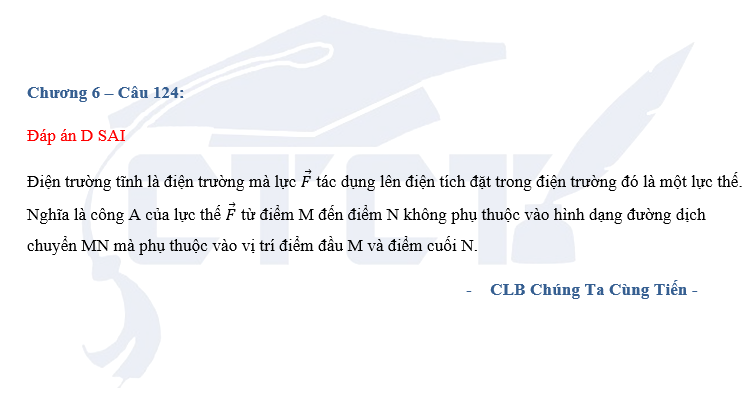 Chương 6 – Câu 124:
Đáp án D SAI
Điện trường tĩnh là điện trường mà lực F⃗ tác dụng lên điện tích đặt trong điện trường đó là một lực thế.
Nghĩa là công A của lực thế F⃗ từ điểm M đến điểm N không phụ thuộc vào hình dạng đường dịch
chuyển MN mà phụ thuộc vào vị trí điểm đầu M và điểm cuối N.
- CLB Chúng Ta Cùng Tiến -
CTCT